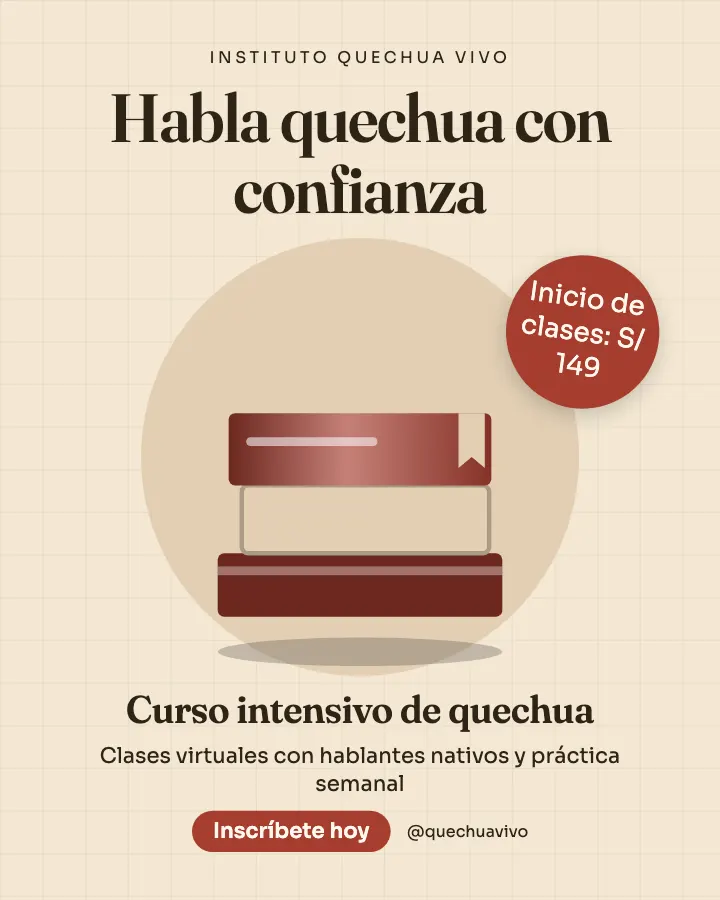 INSTITUTO QUECHUA VIVO
Habla quechua con
confianza
Inicio de
clases: S/
149
Curso intensivo de quechua
Clases virtuales con hablantes nativos y práctica
semanal
Inscríbete hoy
@quechuavivo